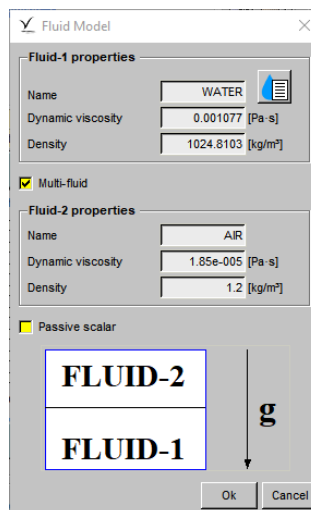 Fluid Model
Fluid-1 properties
Name WATER
Dynamic viscosity 0.001077 [Pa·s]
Density 1024.8103 [kg/m³]
Multi-fluid
Fluid-2 properties
Name AIR
Dynamic viscosity 1.85e-005 [Pa·s]
Density 1.2 [kg/m³]
Passive scalar
FLUID-2
g
FLUID-1
Ok Cancel